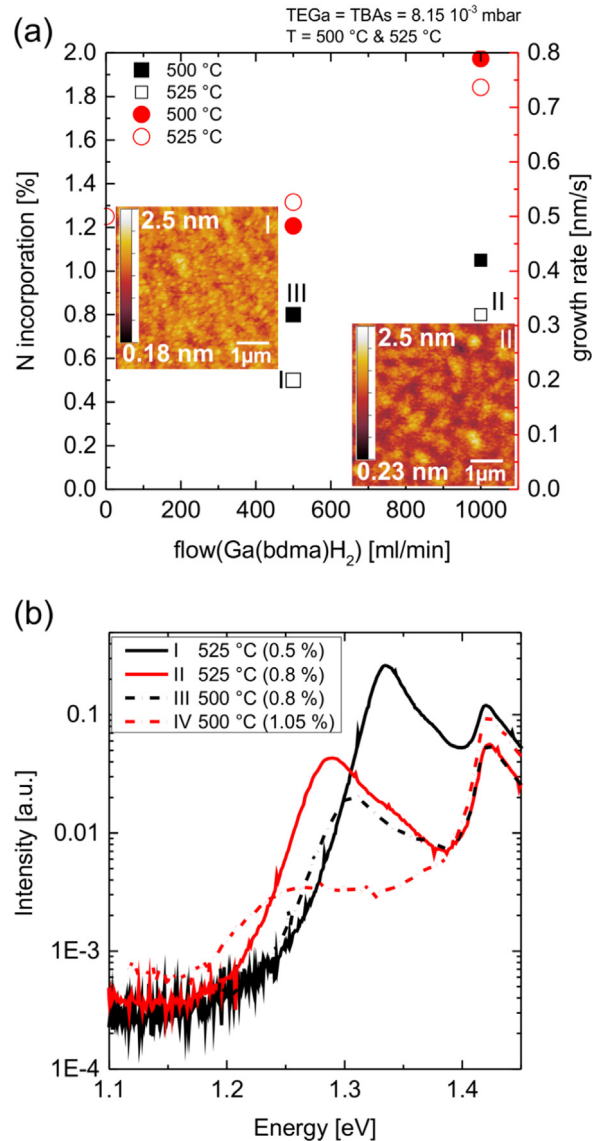 (a)
TEGa = TBAs = 8.15 10⁻³ mbar
T = 500 °C & 525 °C
500 °C
525 °C
500 °C
525 °C
N incorporation [%]
2.0
1.8
1.6
1.4
1.2
1.0
0.8
0.6
0.4
0.2
0.0
2.5 nm
I
0.18 nm
1µm
III
I
II
2.5 nm
II
0.23 nm
1µm
0.8
0.7
0.6
0.5
0.4
0.3
0.2
0.1
0.0
growth rate [nm/s]
0 200 400 600 800 1000
flow(Ga(bdma)H₂) [ml/min]
(b)
I 525 °C (0.5 %)
II 525 °C (0.8 %)
III 500 °C (0.8 %)
IV 500 °C (1.05 %)
Intensity [a.u.]
0.1
0.01
1E-3
1E-4
1.1 1.2 1.3 1.4
Energy [eV]